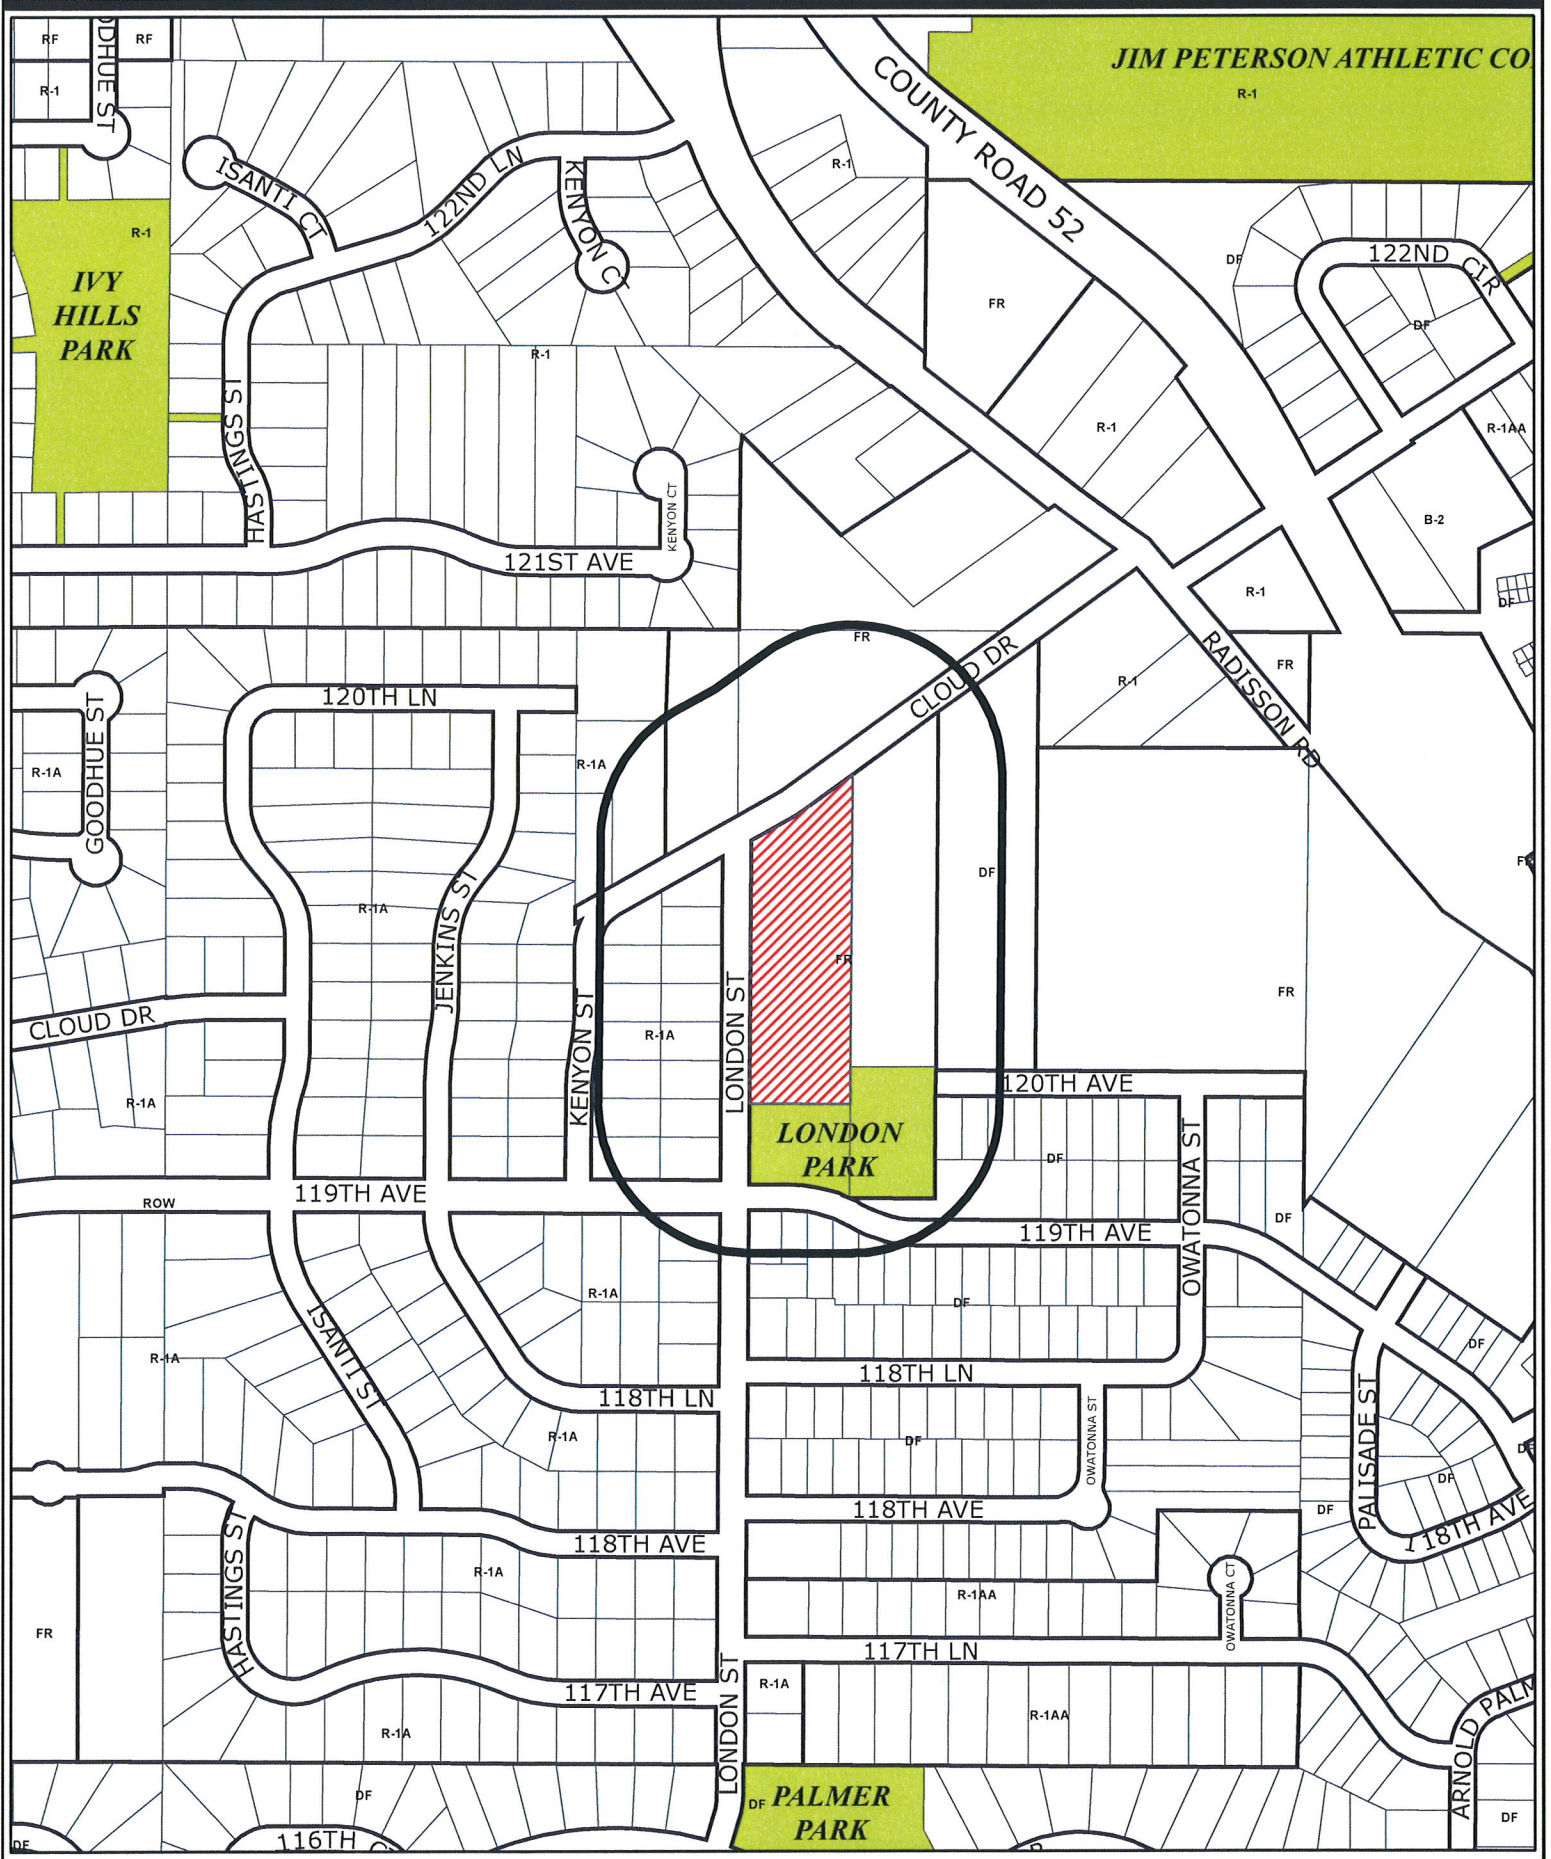 RF
RF
DHUE ST
R-1
JIM PETERSON ATHLETIC CO
R-1
COUNTY ROAD 52
ISANTI CT
122ND LN
KENYON CT
R-1
R-1
IVY
HILLS
PARK
DF
122ND CIR
FR
DF
R-1
HASTINGS ST
R-1
R-1AA
KENYON CT
B-2
121ST AVE
R-1
DF
FR
CLOUD DR
RADISSON RD
FR
R-1
120TH LN
GOODHUE ST
R-1A
R-1A
DF
R-1A
JENKINS ST
FR
FR
CLOUD DR
KENYON ST
R-1A
LONDON ST
R-1A
120TH AVE
LONDON
PARK
DF
OWATONNA ST
ROW
119TH AVE
DF
119TH AVE
R-1A
DF
ISANTI ST
R-1A
DF
118TH LN
118TH LN
PALISADE ST
OWATONNA ST
R-1A
DF
DF
DF
118TH AVE
DF
118TH AVE
118TH AVE
HASTINGS ST
R-1A
R-1AA
OWATONNA CT
FR
117TH LN
117TH AVE
LONDON ST
R-1A
R-1AA
R-1A
ARNOLD PALM
DF
DF
PALMER
PARK
DF
DF
116TH